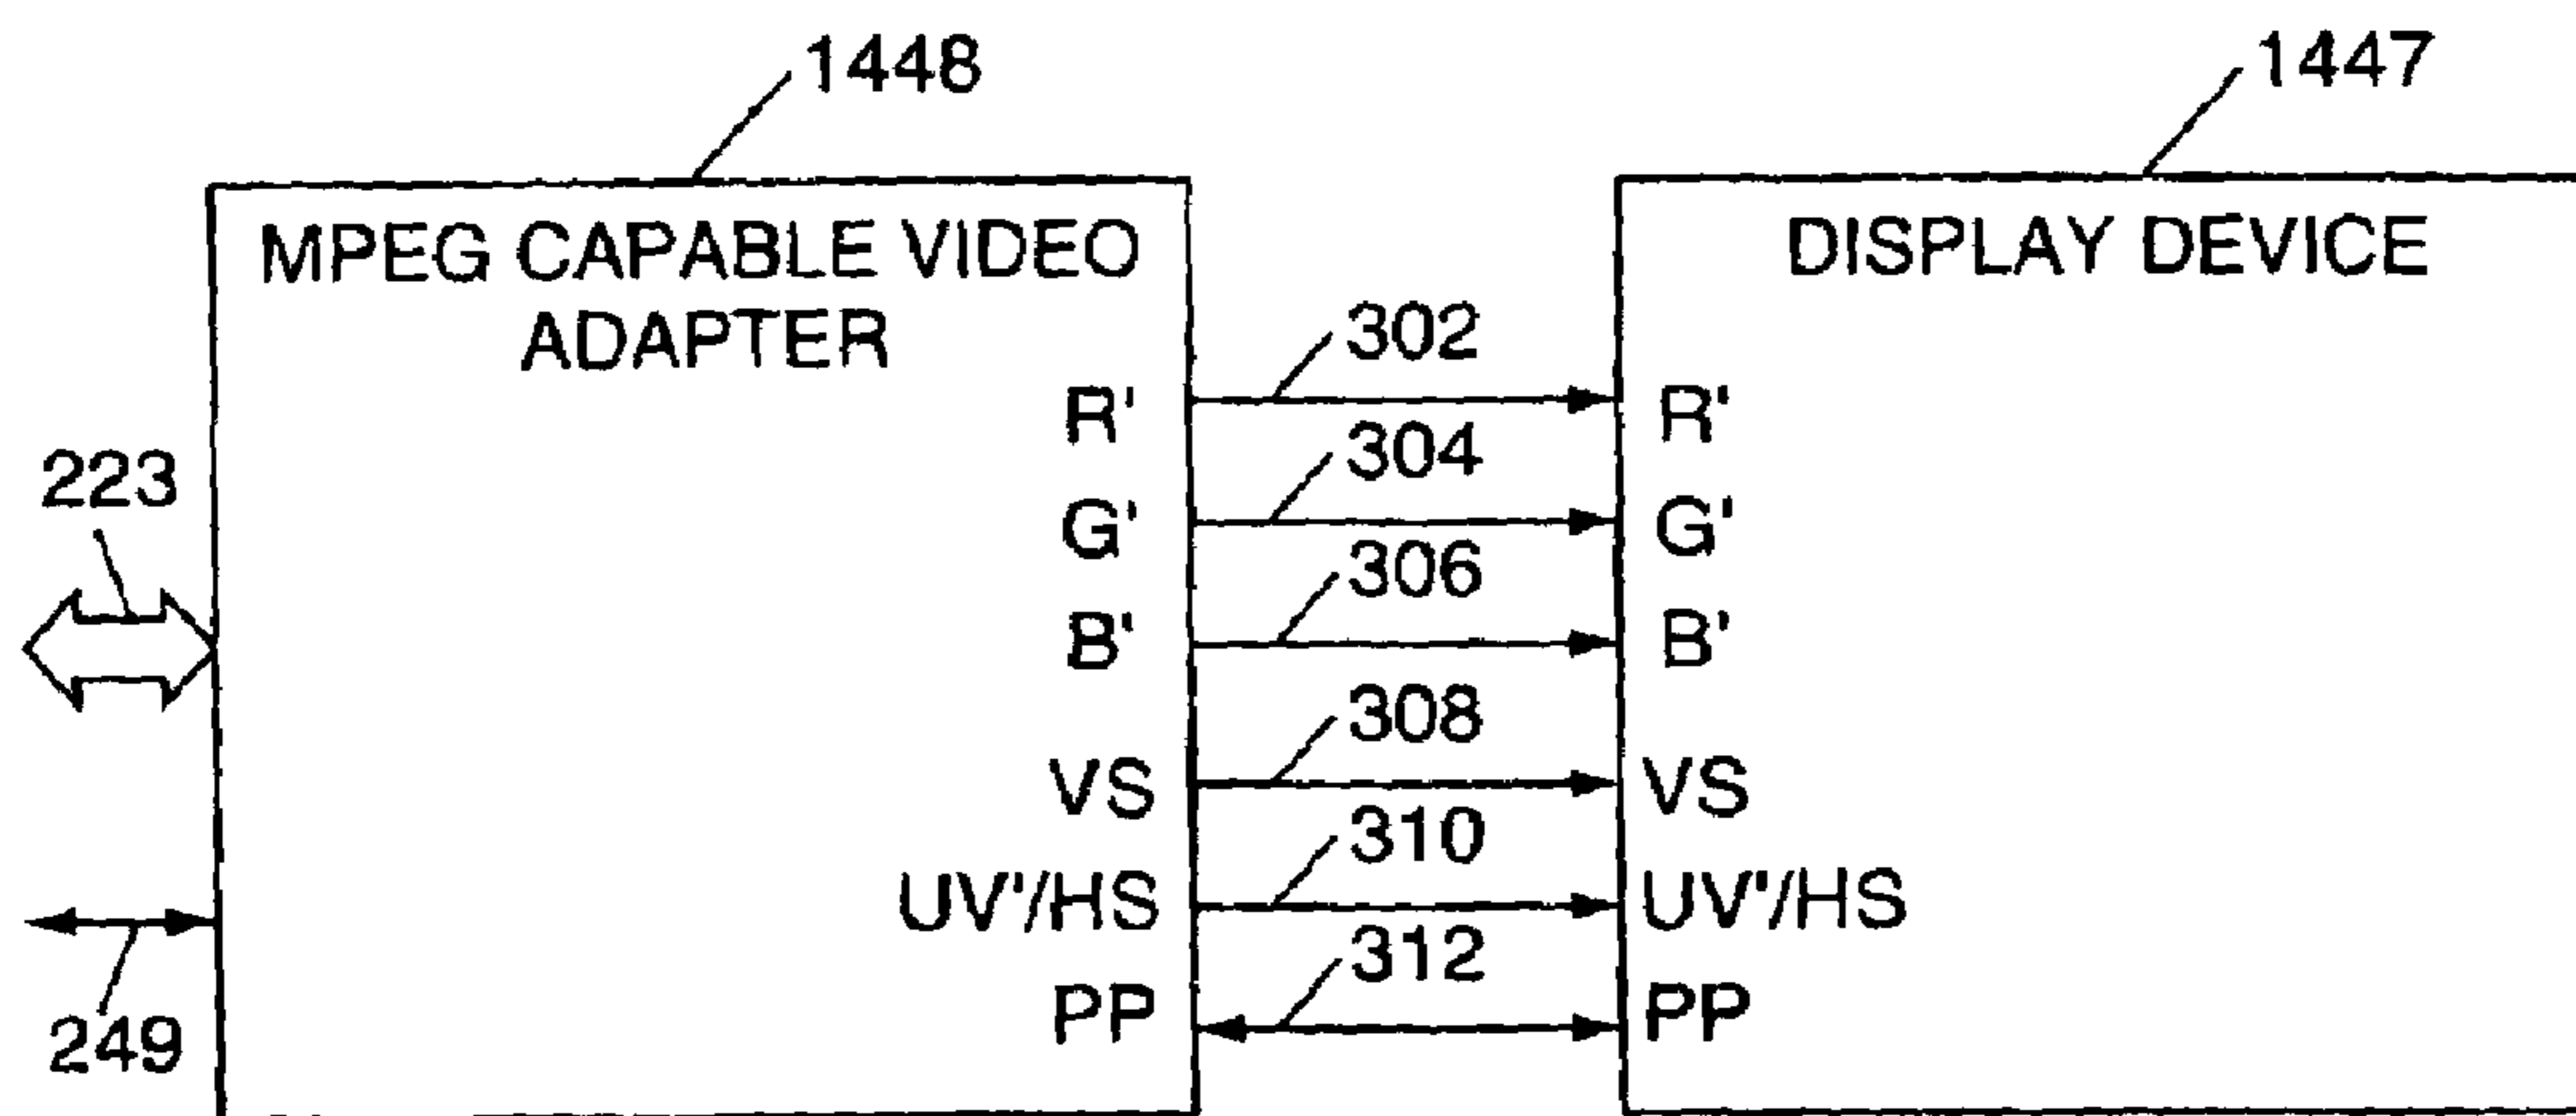 1448
1447
MPEG CAPABLE VIDEO
ADAPTER
DISPLAY DEVICE
302
R'
R'
304
G'
G'
223
306
B'
B'
308
VS
VS
310
UV'/HS
UV'/HS
312
PP
PP
249